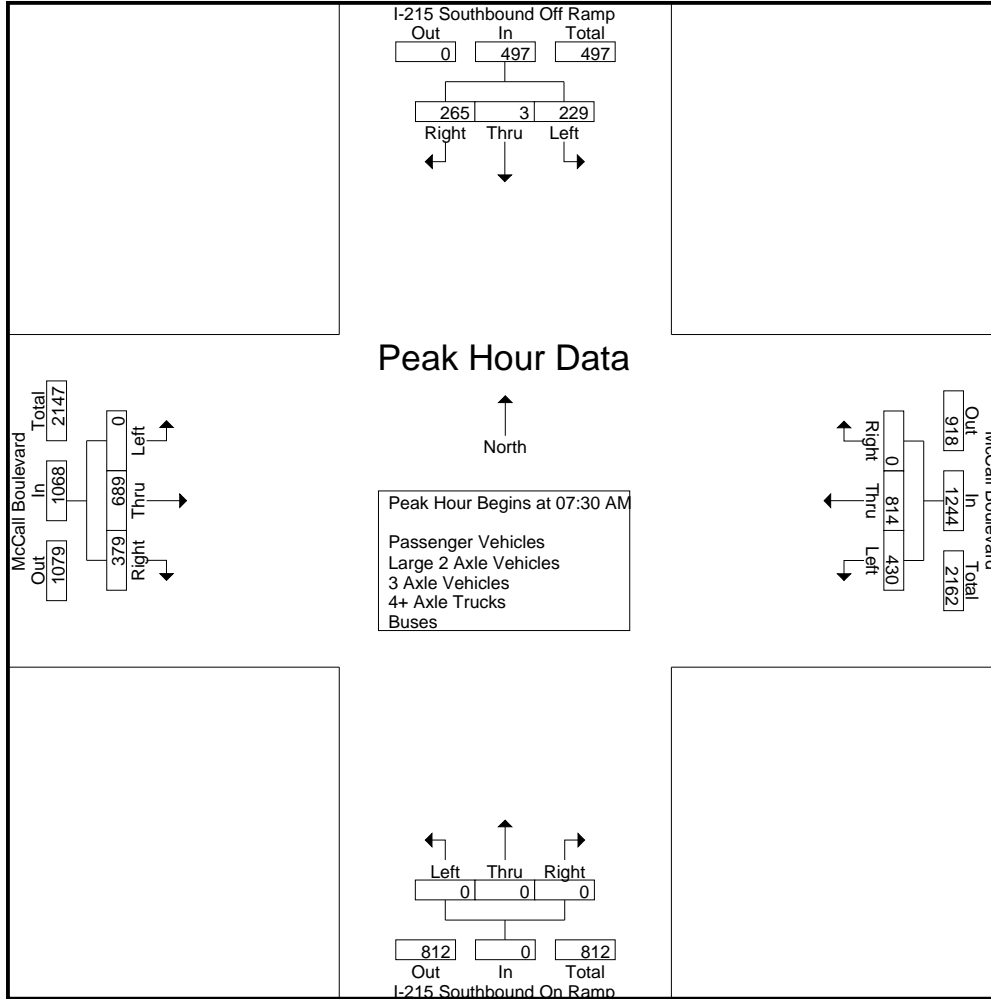 I-215 Southbound Off Ramp
Out In Total
0 497 497
265 3 229
Right Thru Left
Peak Hour Data
North
Peak Hour Begins at 07:30 AM
Passenger Vehicles
Large 2 Axle Vehicles
3 Axle Vehicles
4+ Axle Trucks
Buses
McCall Boulevard
Out In Total
1079 1068 2147
379 689 0
Right Thru Left
McCall Boulevard
Out In Total
918 1244 2162
0 814 430
Right Thru Left
Left Thru Right
0 0 0
812 0 812
Out In Total
I-215 Southbound On Ramp